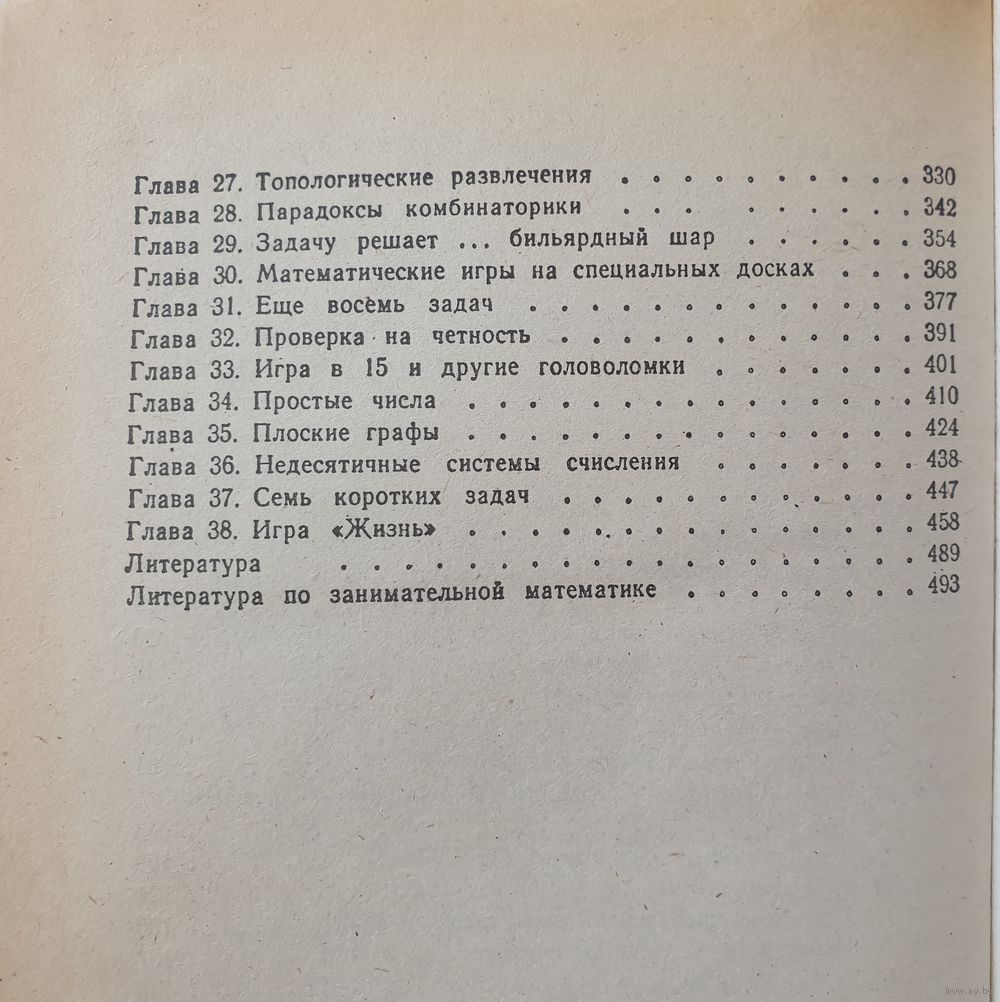 Глава 27. Топологические развлечения . . . . . . . . . . 330
Глава 28. Парадоксы комбинаторики . . . . . . . . . 342
Глава 29. Задачу решает ... бильярдный шар . . . . . . 354
Глава 30. Математические игры на специальных досках . . . 368
Глава 31. Еще восемь задач . . . . . . . . . . . . . 377
Глава 32. Проверка на четность . . . . . . . . . . . . 391
Глава 33. Игра в 15 и другие головоломки . . . . . . . 401
Глава 34. Простые числа . . . . . . . . . . . . . . . 410
Глава 35. Плоские графы . . . . . . . . . . . . . . . 424
Глава 36. Недесятичные системы счисления . . . . . . . 438
Глава 37. Семь коротких задач . . . . . . . . . . . . 447
Глава 38. Игра «Жизнь» . . . . . . . . . . . . . . . 458
Литература . . . . . . . . . . . . . . . . . . 489
Литература по занимательной математике . . . . . . . . 493
www.ay.by